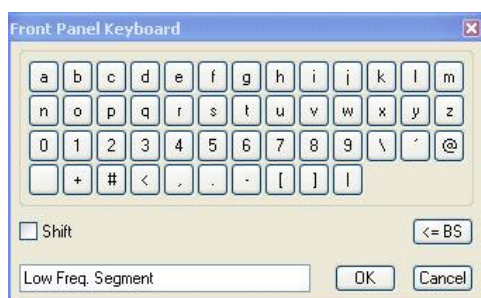 Front Panel Keyboard
a b c d e f g h i j k l m
n o p q r s t u v w x y z
0 1 2 3 4 5 6 7 8 9 \ ´ @
+ # < , . - [ ] |
Shift
<= BS
Low Freq. Segment
OK Cancel